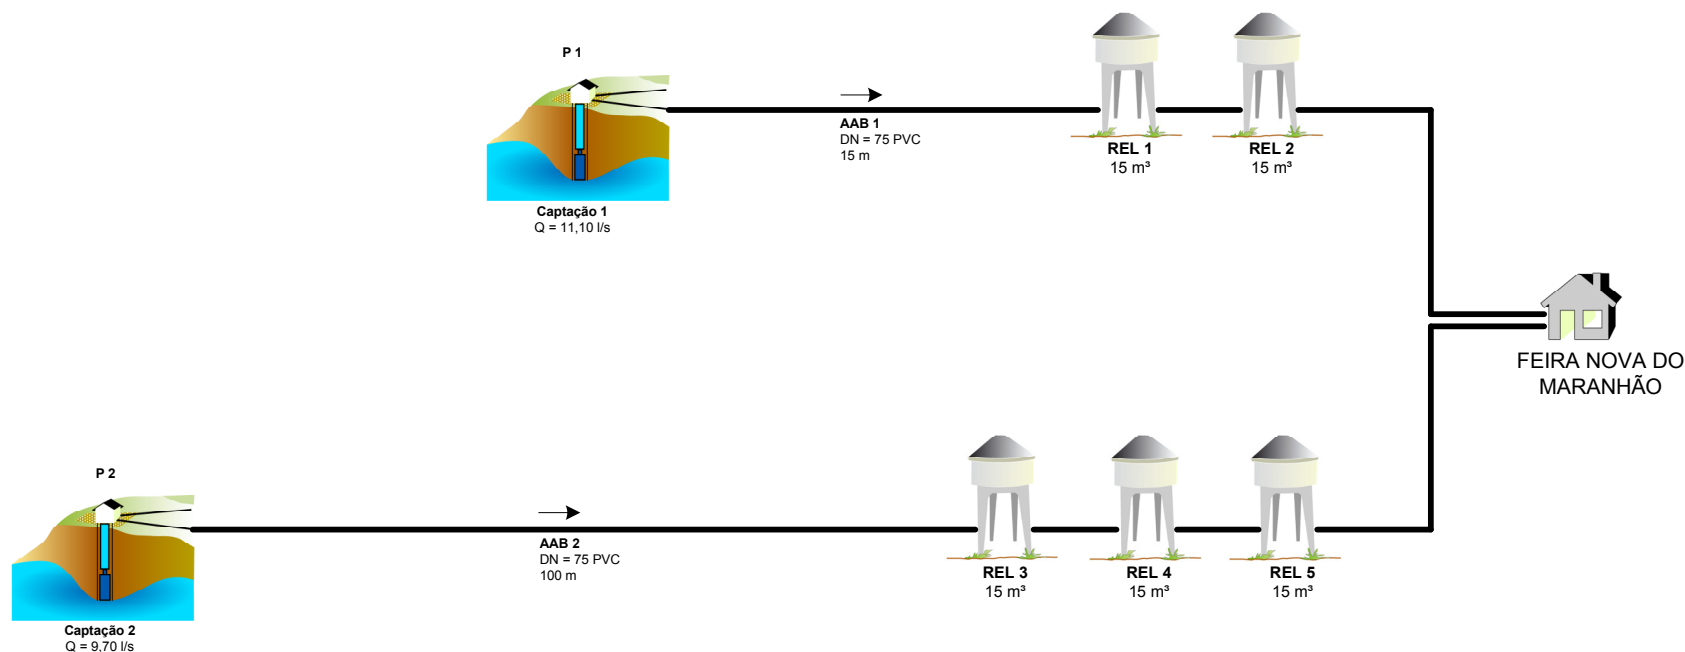 P 1
Captação 1
Q = 11,10 l/s
AAB 1
DN = 75 PVC
15 m
REL 1
15 m³
REL 2
15 m³
FEIRA NOVA DO
MARANHÃO
P 2
Captação 2
Q = 9,70 l/s
AAB 2
DN = 75 PVC
100 m
REL 3
15 m³
REL 4
15 m³
REL 5
15 m³